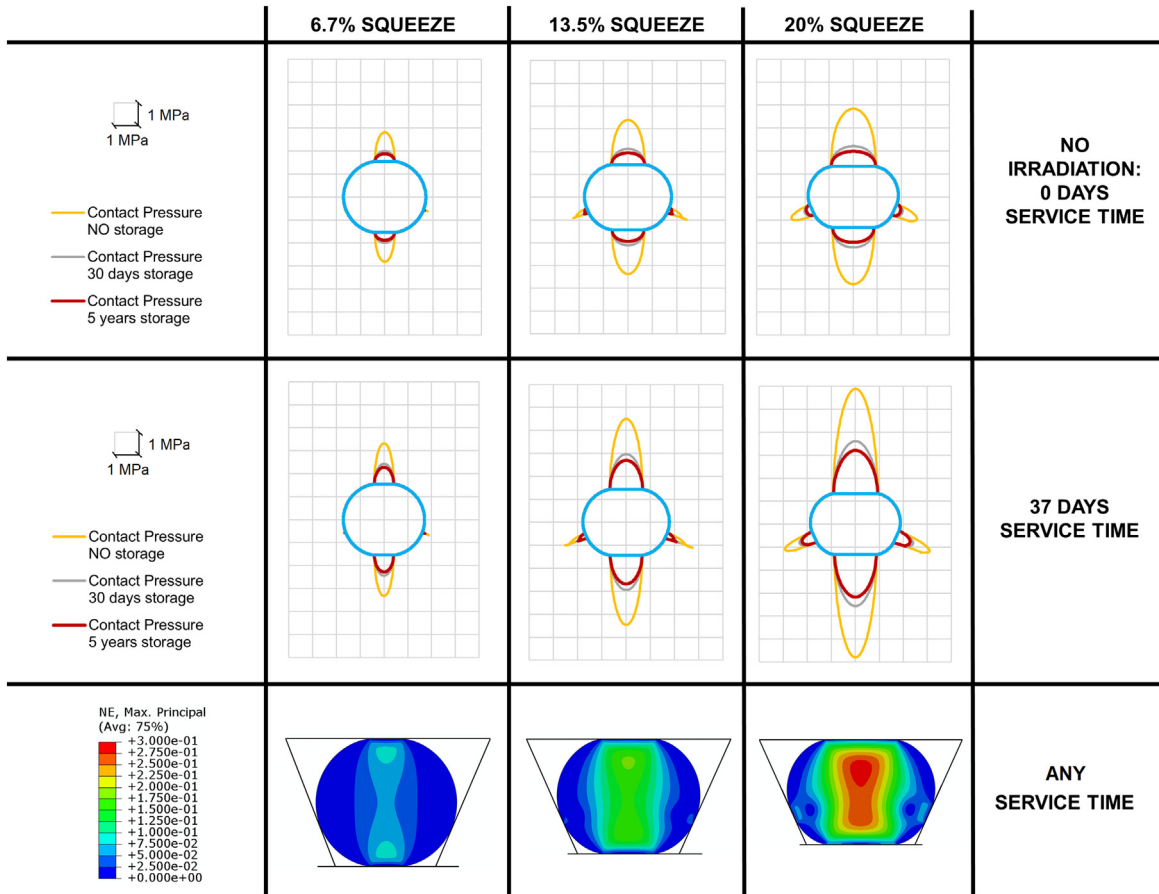 6.7% SQUEEZE
13.5% SQUEEZE
20% SQUEEZE
1 MPa
1 MPa
Contact Pressure
NO storage
Contact Pressure
30 days storage
Contact Pressure
5 years storage
NO
IRRADIATION:
0 DAYS
SERVICE TIME
1 MPa
1 MPa
Contact Pressure
NO storage
Contact Pressure
30 days storage
Contact Pressure
5 years storage
37 DAYS
SERVICE TIME
NE, Max. Principal
(Avg: 75%)
+3.000e-01
+2.750e-01
+2.500e-01
+2.250e-01
+2.000e-01
+1.750e-01
+1.500e-01
+1.250e-01
+1.000e-01
+7.500e-02
+5.000e-02
+2.500e-02
+0.000e+00
ANY
SERVICE TIME